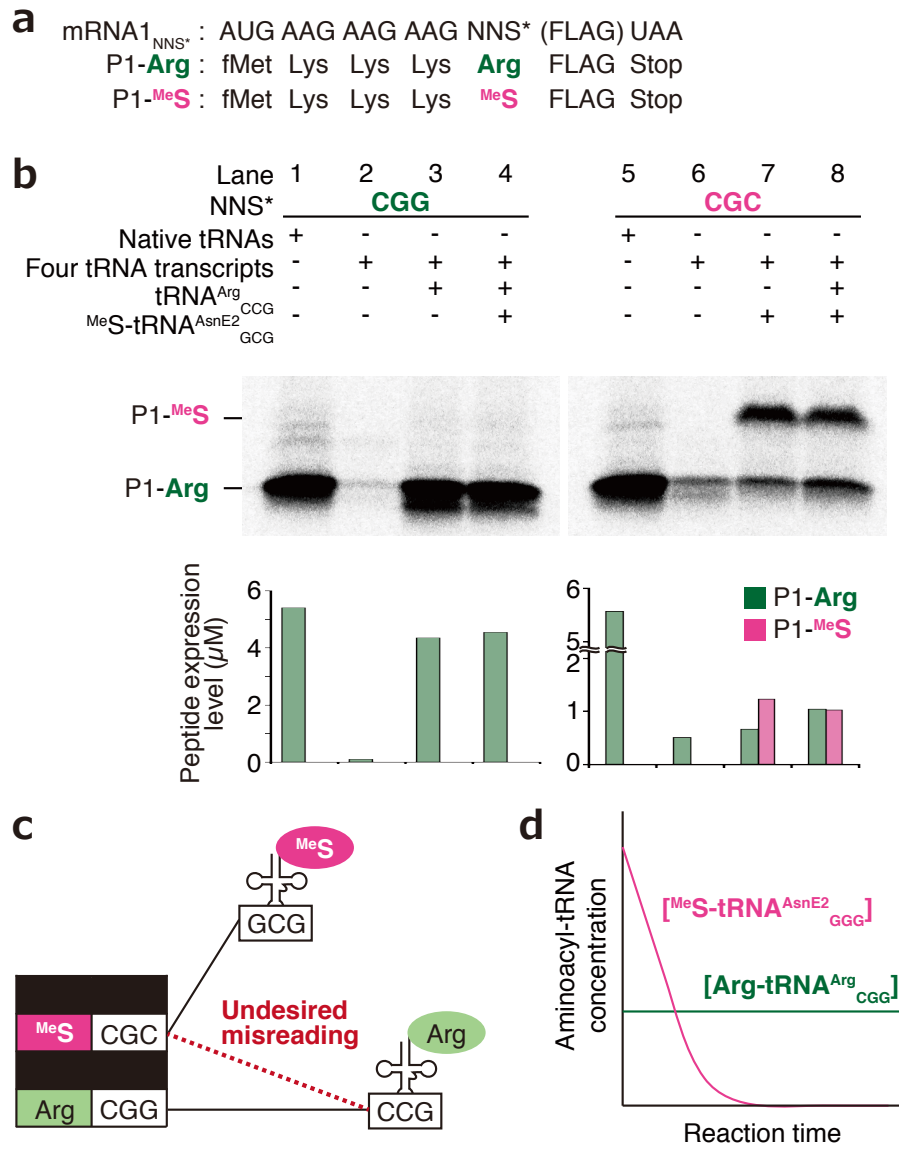 a
mRNA1NNS* : AUG AAG AAG AAG NNS* (FLAG) UAA
P1-Arg : fMet Lys Lys Lys Arg FLAG Stop
P1-MeS : fMet Lys Lys Lys MeS FLAG Stop
b
Lane 1 2 3 4 5 6 7 8
NNS* CGG CGC
Native tRNAs + - - - + - - -
Four tRNA transcripts - + + + - + + +
tRNAArgCCG - - + + - - - +
MeS-tRNAAsnE2GCG - - - + - - + +
P1-MeS
P1-Arg
Peptide expression
level (μM)
6
4
2
0
6
5
2
1
0
P1-Arg
P1-MeS
c
MeS
GCG
MeS CGC
Undesired
misreading
Arg
Arg CGG
CCG
d
Aminoacyl-tRNA
concentration
[MeS-tRNAAsnE2GGG]
[Arg-tRNAArgCGG]
Reaction time